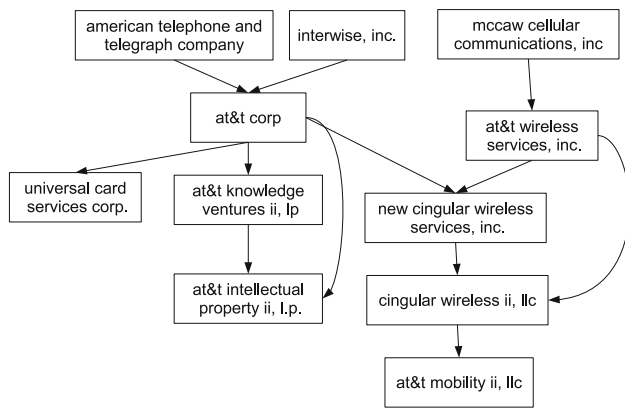 american telephone and
telegraph company
interwise, inc.
mccaw cellular
communications, inc
at&t corp
at&t wireless
services, inc.
universal card
services corp.
at&t knowledge
ventures ii, lp
new cingular wireless
services, inc.
at&t intellectual
property ii, l.p.
cingular wireless ii, llc
at&t mobility ii, llc